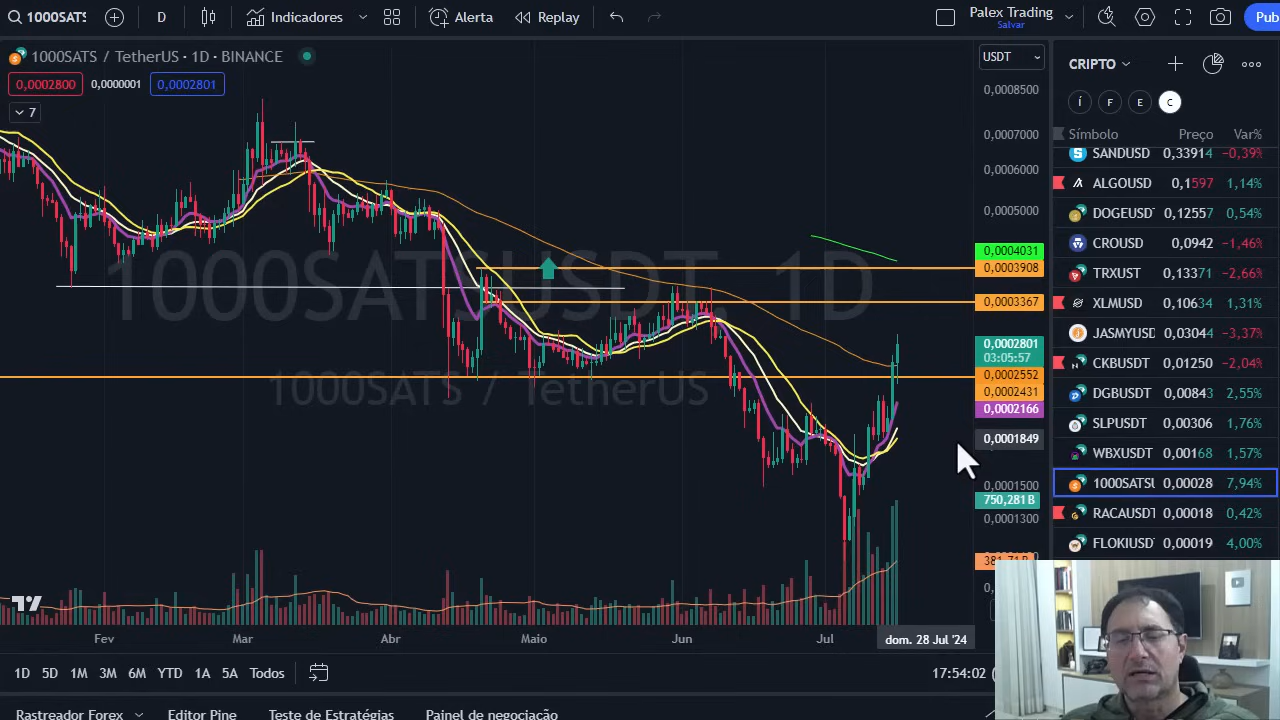 1000SATS D Indicadores Alerta Replay Palex Trading Pub
Salvar
1000SATS / TetherUS · 1D · BINANCE USDT CRIPTO
0,0002800 0,0000001 0,0002801
7
Í F E C
Símbolo Preço Var%
SANDUSD 0,33914 −0,39%
ALGOUSD 0,1597 1,14%
DOGEUSDT 0,12557 0,54%
CROUSD 0,0942 −1,46%
TRXUST 0,13371 −2,66%
XLMUSD 0,10634 1,31%
JASMYUSD 0,03044 −3,37%
CKBUSDT 0,01250 −2,04%
DGBUSDT 0,00843 2,55%
SLPUSDT 0,00306 1,76%
WBXUSDT 0,00168 1,57%
1000SATSU 0,00028 7,94%
RACAUSDT 0,00018 0,42%
FLOKIUSD 0,00019 4,00%
0,0008500
0,0007000
0,0006000
0,0005000
0,0004031
0,0003908
0,0003367
0,0002801
03:05:57
0,0002552
0,0002431
0,0002166
0,0001849
0,0001500
750,281B
0,0001300
381,71B
1000SATSUSDT, 1D
1000SATS / TetherUS
Fev Mar Abr Maio Jun Jul dom. 28 Jul '24
1D 5D 1M 3M 6M YTD 1A 5A Todos 17:54:02
Rastreador Forex Editor Pine Teste de Estratégias Painel de negociação